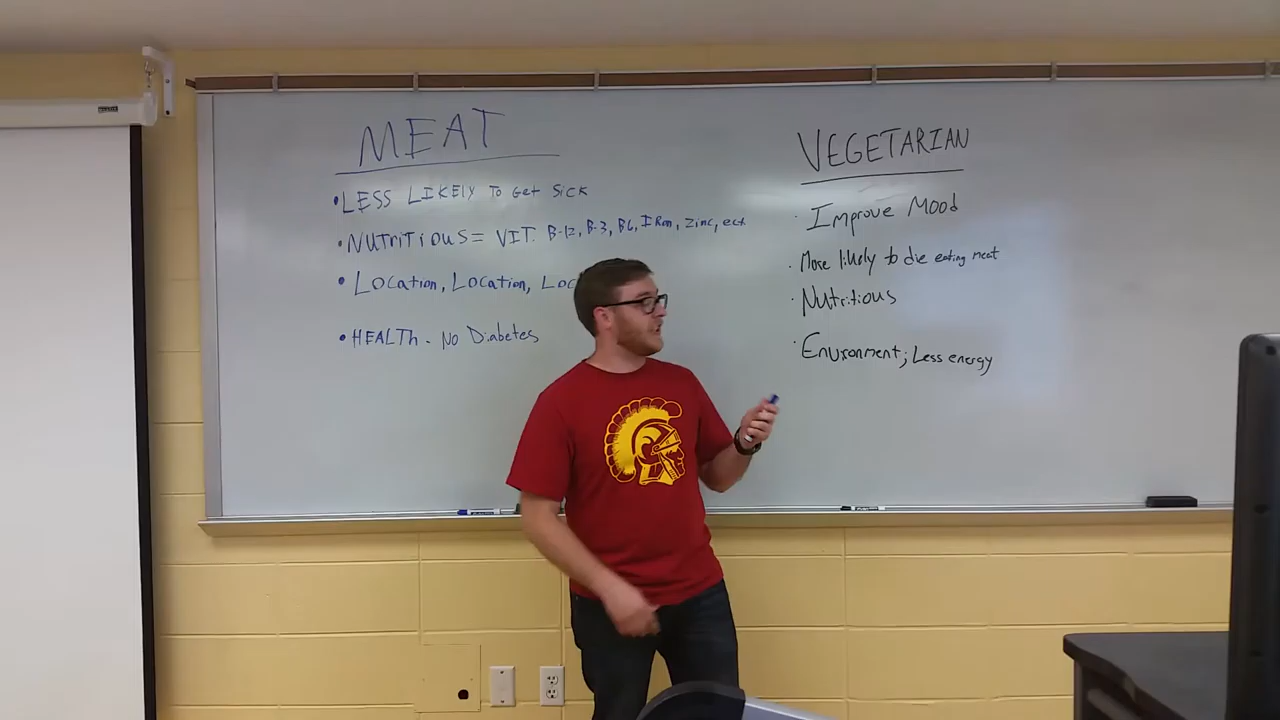 MEAT
• LESS LIKELY To Get Sick
• NUTRITIOUS = VIT. B-12, B-3, B6, IRon, Zinc, ect
• Location, Location, Loc
• HEALTH - No Diabetes
VEGETARIAN
· Improve Mood
· More likely to die eating meat
· Nutritious
· Environment; Less energy